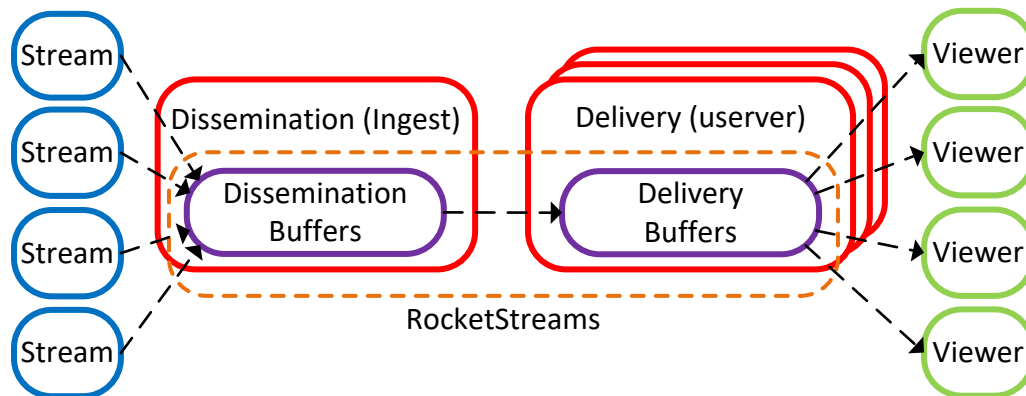 Stream
Stream
Stream
Stream
Dissemination (Ingest)
Dissemination
Buffers
Delivery (userver)
Delivery
Buffers
RocketStreams
Viewer
Viewer
Viewer
Viewer